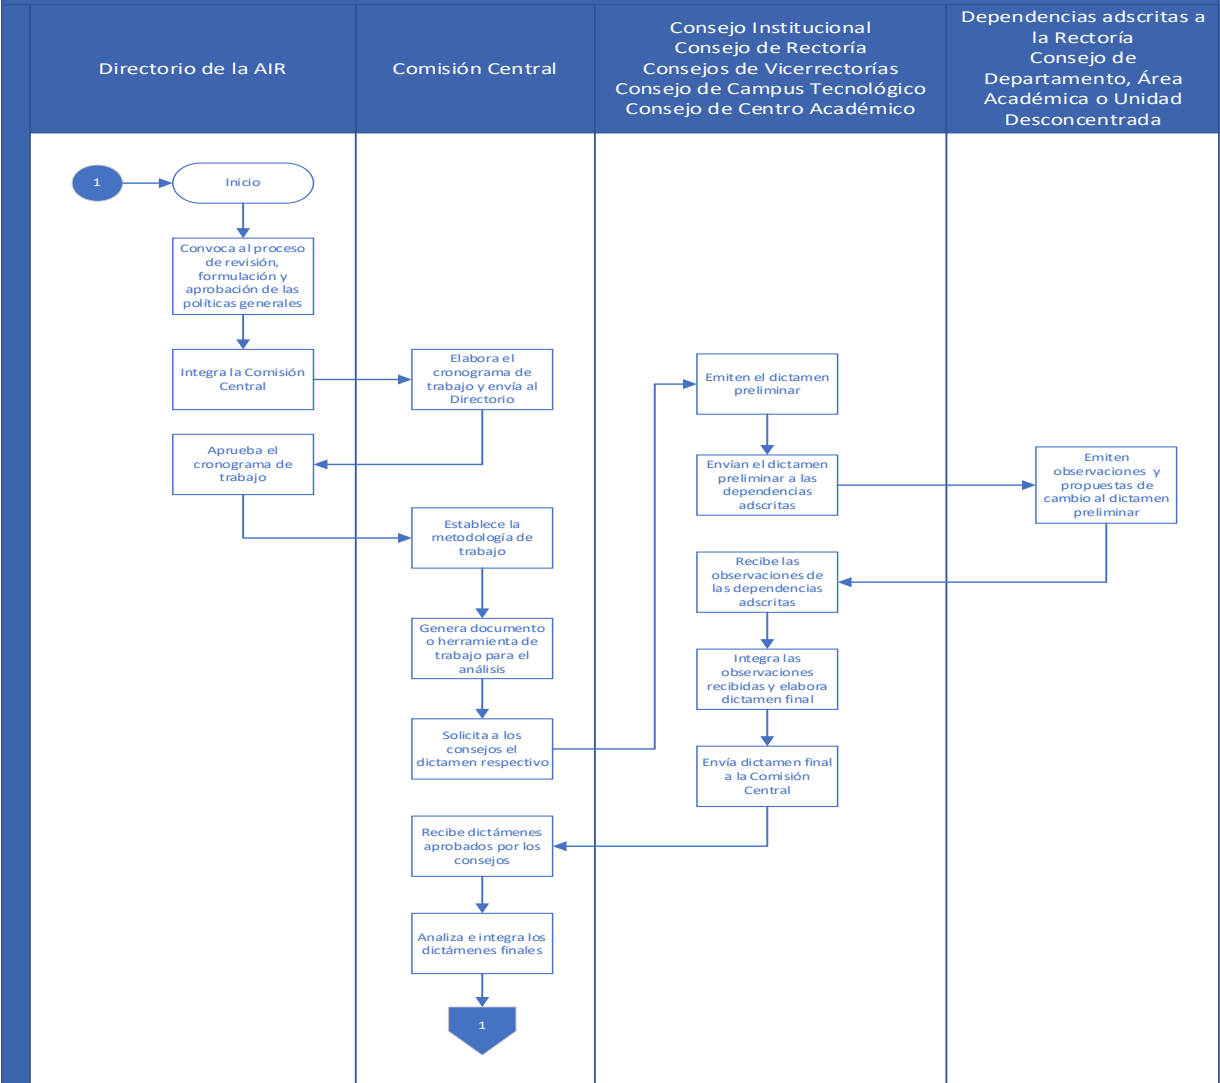 Directorio de la AIR
Comisión Central
Consejo Institucional
Consejo de Rectoría
Consejos de Vicerrectorías
Consejo de Campus Tecnológico
Consejo de Centro Académico
Dependencias adscritas a
la Rectoría
Consejo de
Departamento, Área
Académica o Unidad
Desconcentrada
1
Inicio
Convoca al proceso
de revisión,
formulación y
aprobación de las
políticas generales
Integra la Comisión
Central
Elabora el
cronograma de
trabajo y envía al
Directorio
Aprueba el
cronograma de
trabajo
Establece la
metodología de
trabajo
Genera documento
o herramienta de
trabajo para el
análisis
Solicita a los
consejos el
dictamen respectivo
Emiten el dictamen
preliminar
Envían el dictamen
preliminar a las
dependencias
adscritas
Emiten
observaciones y
propuestas de
cambio al dictamen
preliminar
Recibe las
observaciones de
las dependencias
adscritas
Integra las
observaciones
recibidas y elabora
dictamen final
Envía dictamen final
a la Comisión
Central
Recibe dictámenes
aprobados por los
consejos
Analiza e integra los
dictámenes finales
1